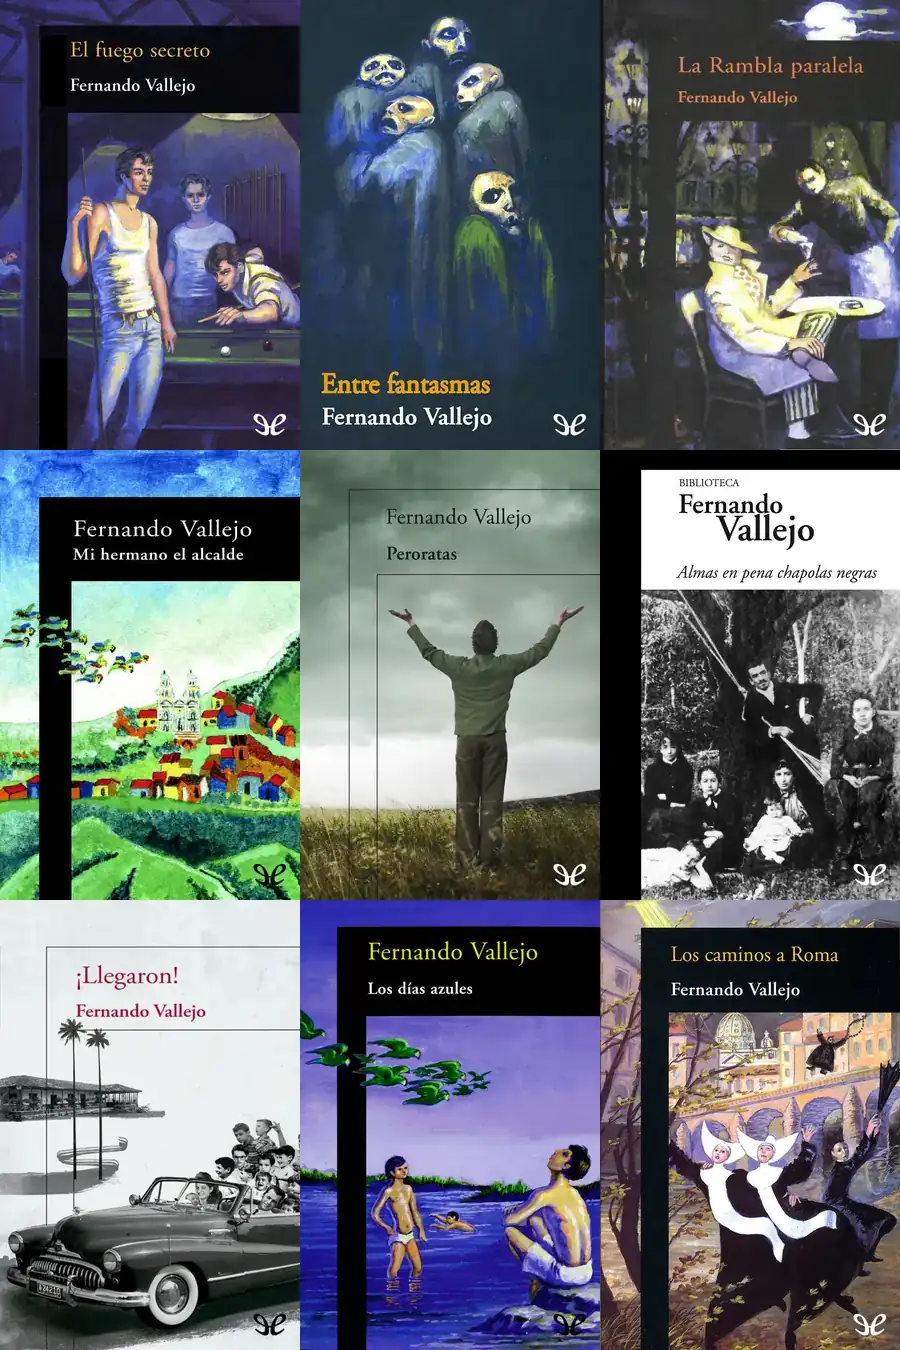 El fuego secreto
Fernando Vallejo
Entre fantasmas
Fernando Vallejo
La Rambla paralela
Fernando Vallejo
Fernando Vallejo
Mi hermano el alcalde
Fernando Vallejo
Peroratas
BIBLIOTECA
Fernando
Vallejo
Almas en pena chapolas negras
¡Llegaron!
Fernando Vallejo
Fernando Vallejo
Los días azules
Los caminos a Roma
Fernando Vallejo